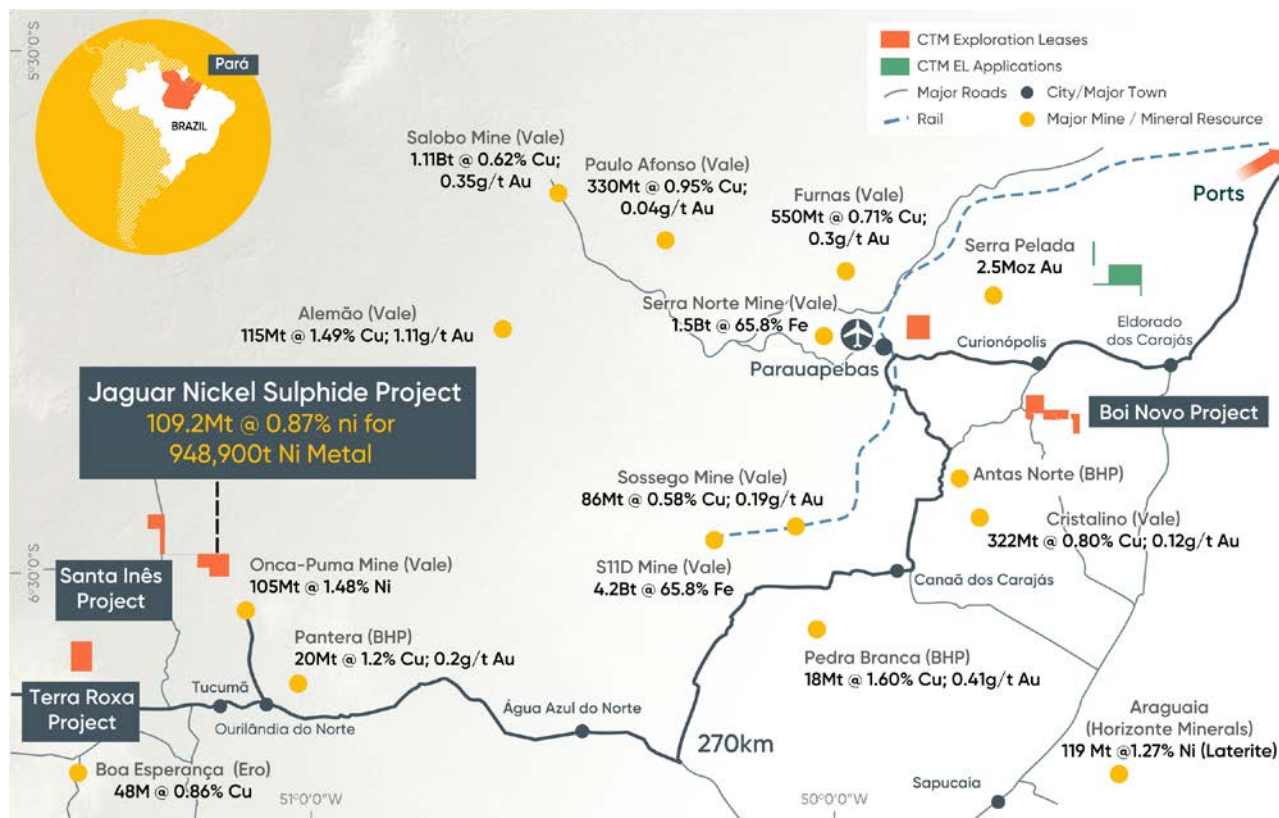 5°30'0"S
Pará
BRAZIL
CTM Exploration Leases
CTM EL Applications
Major Roads
City/Major Town
Rail
Major Mine / Mineral Resource
Salobo Mine (Vale)
1.11Bt @ 0.62% Cu;
0.35g/t Au
Paulo Afonso (Vale)
330Mt @ 0.95% Cu;
0.04g/t Au
Furnas (Vale)
550Mt @ 0.71% Cu;
0.3g/t Au
Ports
Serra Pelada
2.5Moz Au
Alemão (Vale)
115Mt @ 1.49% Cu; 1.11g/t Au
Serra Norte Mine (Vale)
1.5Bt @ 65.8% Fe
Parauapebas
Curionópolis
Eldorado
dos Carajás
Jaguar Nickel Sulphide Project
109.2Mt @ 0.87% ni for
948,900t Ni Metal
Boi Novo Project
Sossego Mine (Vale)
86Mt @ 0.58% Cu; 0.19g/t Au
Antas Norte (BHP)
Cristalino (Vale)
322Mt @ 0.80% Cu; 0.12g/t Au
6°30'0"S
Santa Inês
Project
Onca-Puma Mine (Vale)
105Mt @ 1.48% Ni
S11D Mine (Vale)
4.2Bt @ 65.8% Fe
Canaã dos Carajás
Pantera (BHP)
20Mt @ 1.2% Cu; 0.2g/t Au
Pedra Branca (BHP)
18Mt @ 1.60% Cu; 0.41g/t Au
Terra Roxa
Project
Tucumã
Ourilândia do Norte
Água Azul do Norte
270km
Araguaia
(Horizonte Minerals)
119 Mt @1.27% Ni (Laterite)
Boa Esperança (Ero)
48M @ 0.86% Cu
Sapucaia
51°0'0"W
50°0'0"W